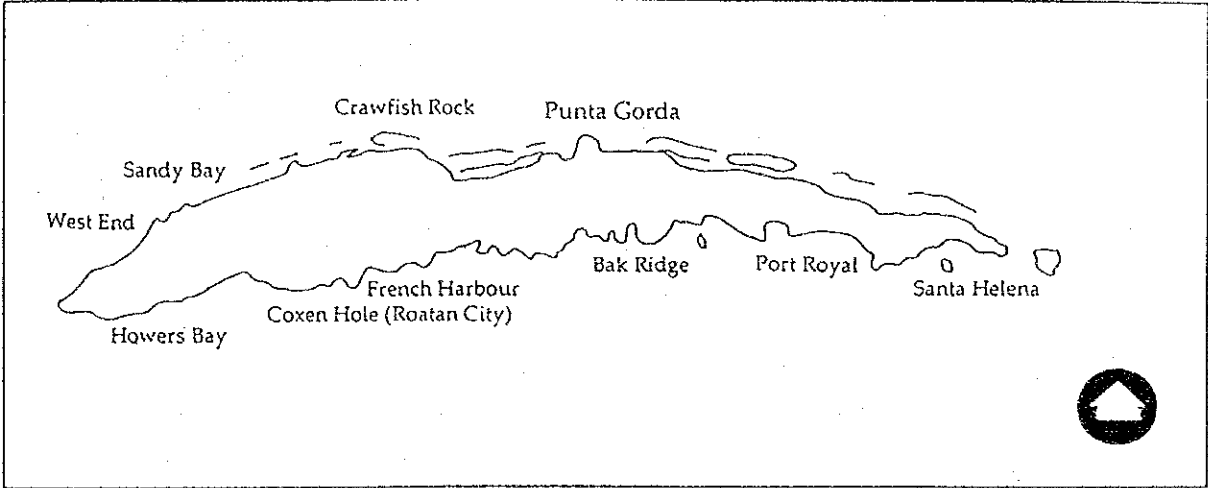 Crawfish Rock
Punta Gorda
Sandy Bay
West End
Bak Ridge
Port Royal
French Harbour
Santa Helena
Coxen Hole (Roatan City)
Howers Bay